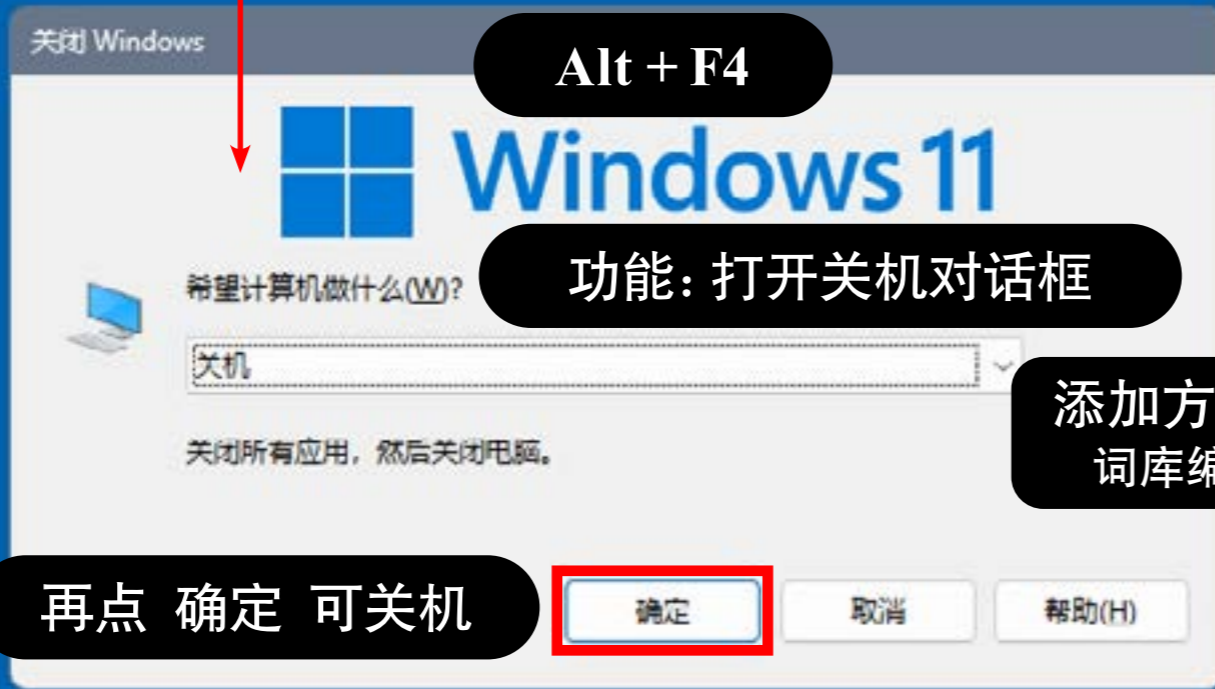 关闭 Windows
Alt + F4
Windows 11
功能：打开关机对话框
希望计算机做什么(W)?
关机
添加方
词库编
关闭所有应用，然后关闭电脑。
再点 确定 可关机
确定
取消
帮助(H)